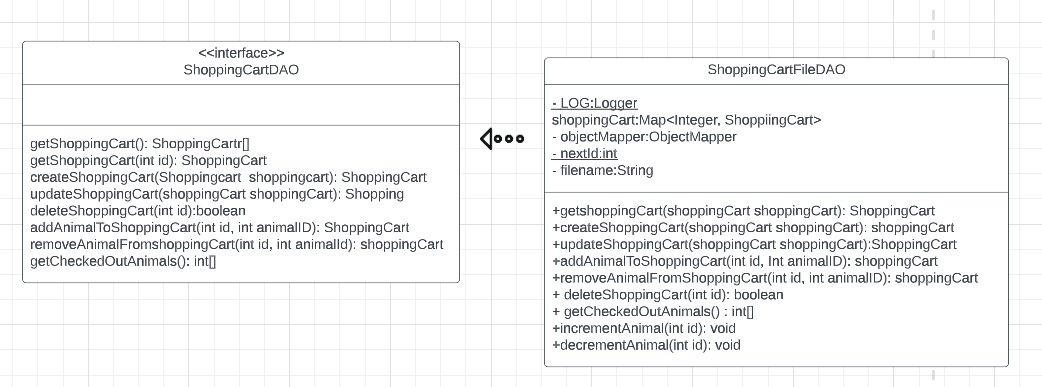 <<interface>>
ShoppingCartDAO
getShoppingCart(): ShoppingCartr[]
getShoppingCart(int id): ShoppingCart
createShoppingCart(Shoppingcart shoppingcart): ShoppingCart
updateShoppingCart(shoppingCart shoppingCart): Shopping
deleteShoppingCart(int id):boolean
addAnimalToShoppingCart(int id, int animalID): ShoppingCart
removeAnimalFromshoppingCart(int id, int animalId): shoppingCart
getCheckedOutAnimals(): int[]
ShoppingCartFileDAO
- LOG:Logger
shoppingCart:Map<Integer, ShoppiingCart>
- objectMapper:ObjectMapper
- nextId:int
- filename:String
+getshoppingCart(shoppingCart shoppingCart): ShoppingCart
+createShoppingCart(shoppingCart shoppingCart): shoppingCart
+updateShoppingCart(shoppingCart shoppingCart):ShoppingCart
+addAnimalToShoppingCart(int id, Int animalID): shoppingCart
+removeAnimalFromShoppingCart(int id, int animalID): shoppingCart
+ deleteShoppingCart(int id): boolean
+ getCheckedOutAnimals() : int[]
+incrementAnimal(int id): void
+decrementAnimal(int id): void